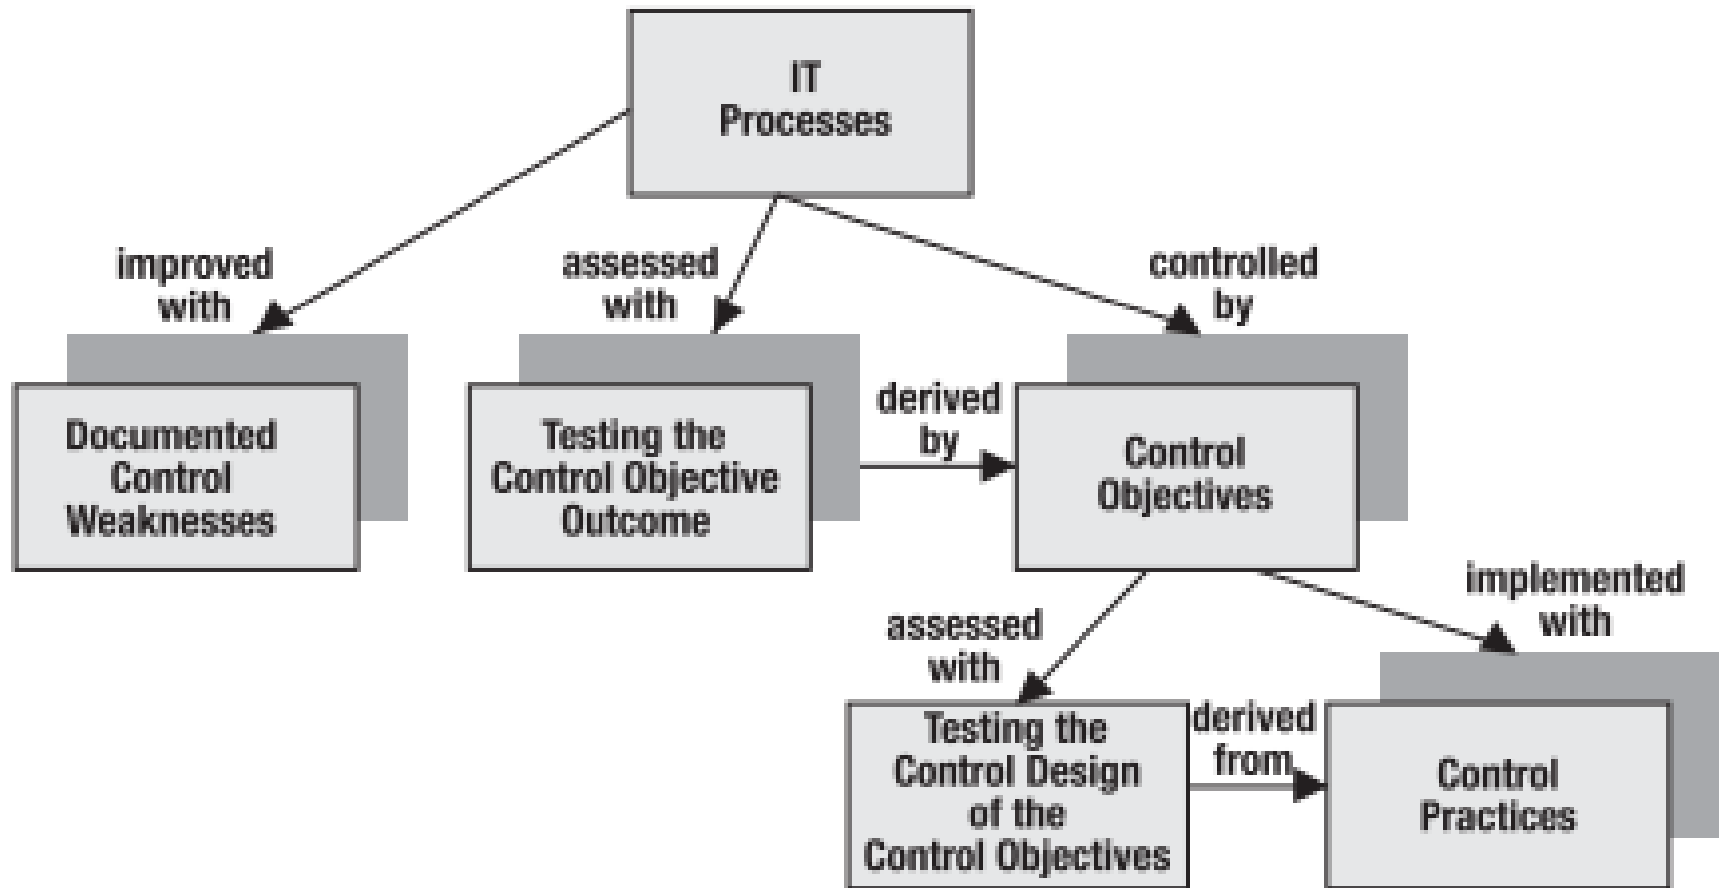 IT
Processes
improved
with
assessed
with
controlled
by
Documented
Control
Weaknesses
Testing the
Control Objective
Outcome
derived
by
Control
Objectives
assessed
with
implemented
with
Testing the
Control Design
of the
Control Objectives
derived
from
Control
Practices